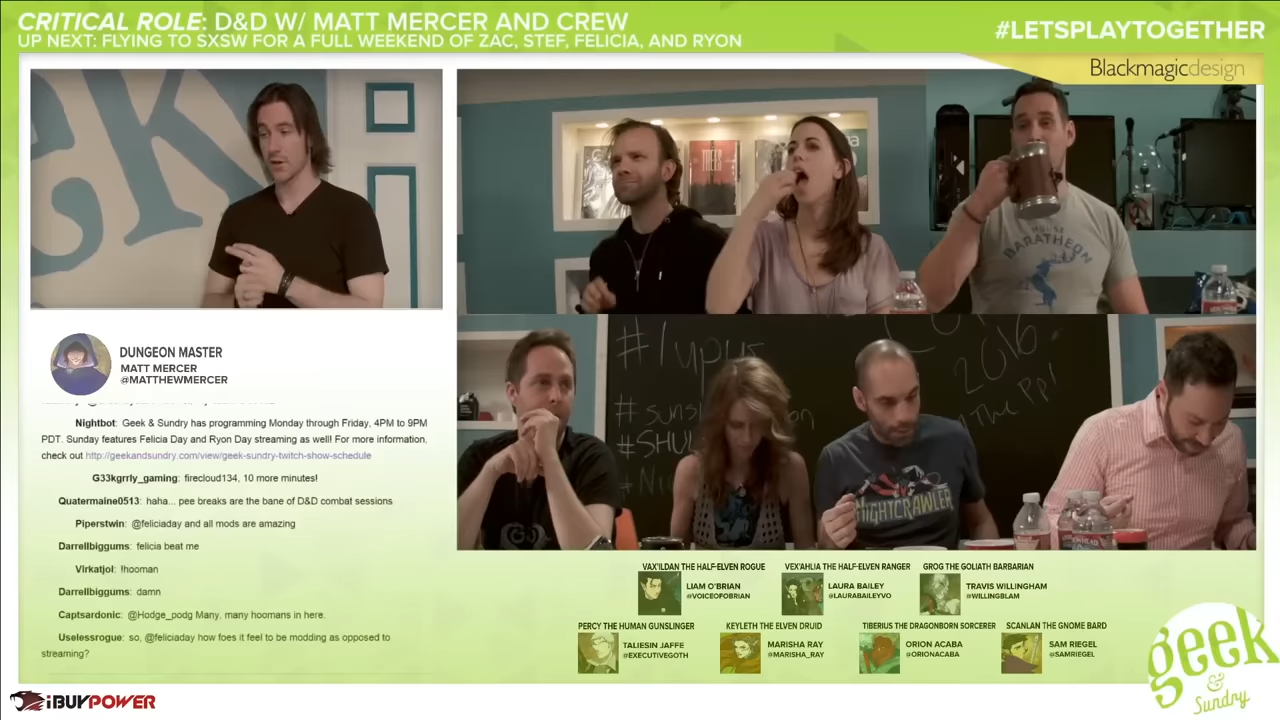 CRITICAL ROLE: D&D W/ MATT MERCER AND CREW
UP NEXT: FLYING TO SXSW FOR A FULL WEEKEND OF ZAC, STEF, FELICIA, AND RYON
#LETSPLAYTOGETHER
Blackmagicdesign
HOUSE
BARATHEON
#lupus
2016
#SHU
NIGHTCRAWLER
DUNGEON MASTER
MATT MERCER
@MATTHEWMERCER
Nightbot: Geek & Sundry has programming Monday through Friday, 4PM to 9PM
PDT. Sunday features Felicia Day and Ryon Day streaming as well! For more information,
check out http://geekandsundry.com/view/geek-sundry-twitch-show-schedule
G33kgrrly_gaming: firecloud134, 10 more minutes!
Quatermaine0513: haha... pee breaks are the bane of D&D combat sessions
Piperstwin: @feliciaday and all mods are amazing
Darrellbiggums: felicia beat me
Virkatjol: !hooman
Darrellbiggums: damn
Captsardonic: @Hodge_podg Many, many hoomans in here.
Uselessrogue: so, @feliciaday how foes it feel to be modding as opposed to
streaming?
VAX'ILDAN THE HALF-ELVEN ROGUE
LIAM O'BRIAN
@VOICEOFOBRIAN
VEX'AHLIA THE HALF-ELVEN RANGER
LAURA BAILEY
@LAURABAILEYVO
GROG THE GOLIATH BARBARIAN
TRAVIS WILLINGHAM
@WILLINGBLAM
PERCY THE HUMAN GUNSLINGER
TALIESIN JAFFE
@EXECUTIVEGOTH
KEYLETH THE ELVEN DRUID
MARISHA RAY
@MARISHA_RAY
TIBERIUS THE DRAGONBORN SORCERER
ORION ACABA
@ORIONACABA
SCANLAN THE GNOME BARD
SAM RIEGEL
@SAMRIEGEL
geek
&
Sundry
iBUYPOWER